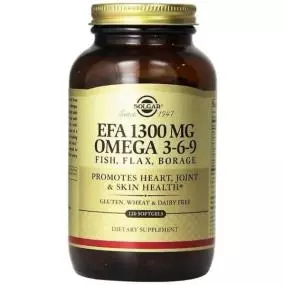 SOLGAR
Since 1947
EFA 1300 MG
OMEGA 3-6-9
FISH, FLAX, BORAGE
PROMOTES HEART, JOINT
& SKIN HEALTH*
GLUTEN, WHEAT & DAIRY FREE
120 SOFTGELS
DIETARY SUPPLEMENT